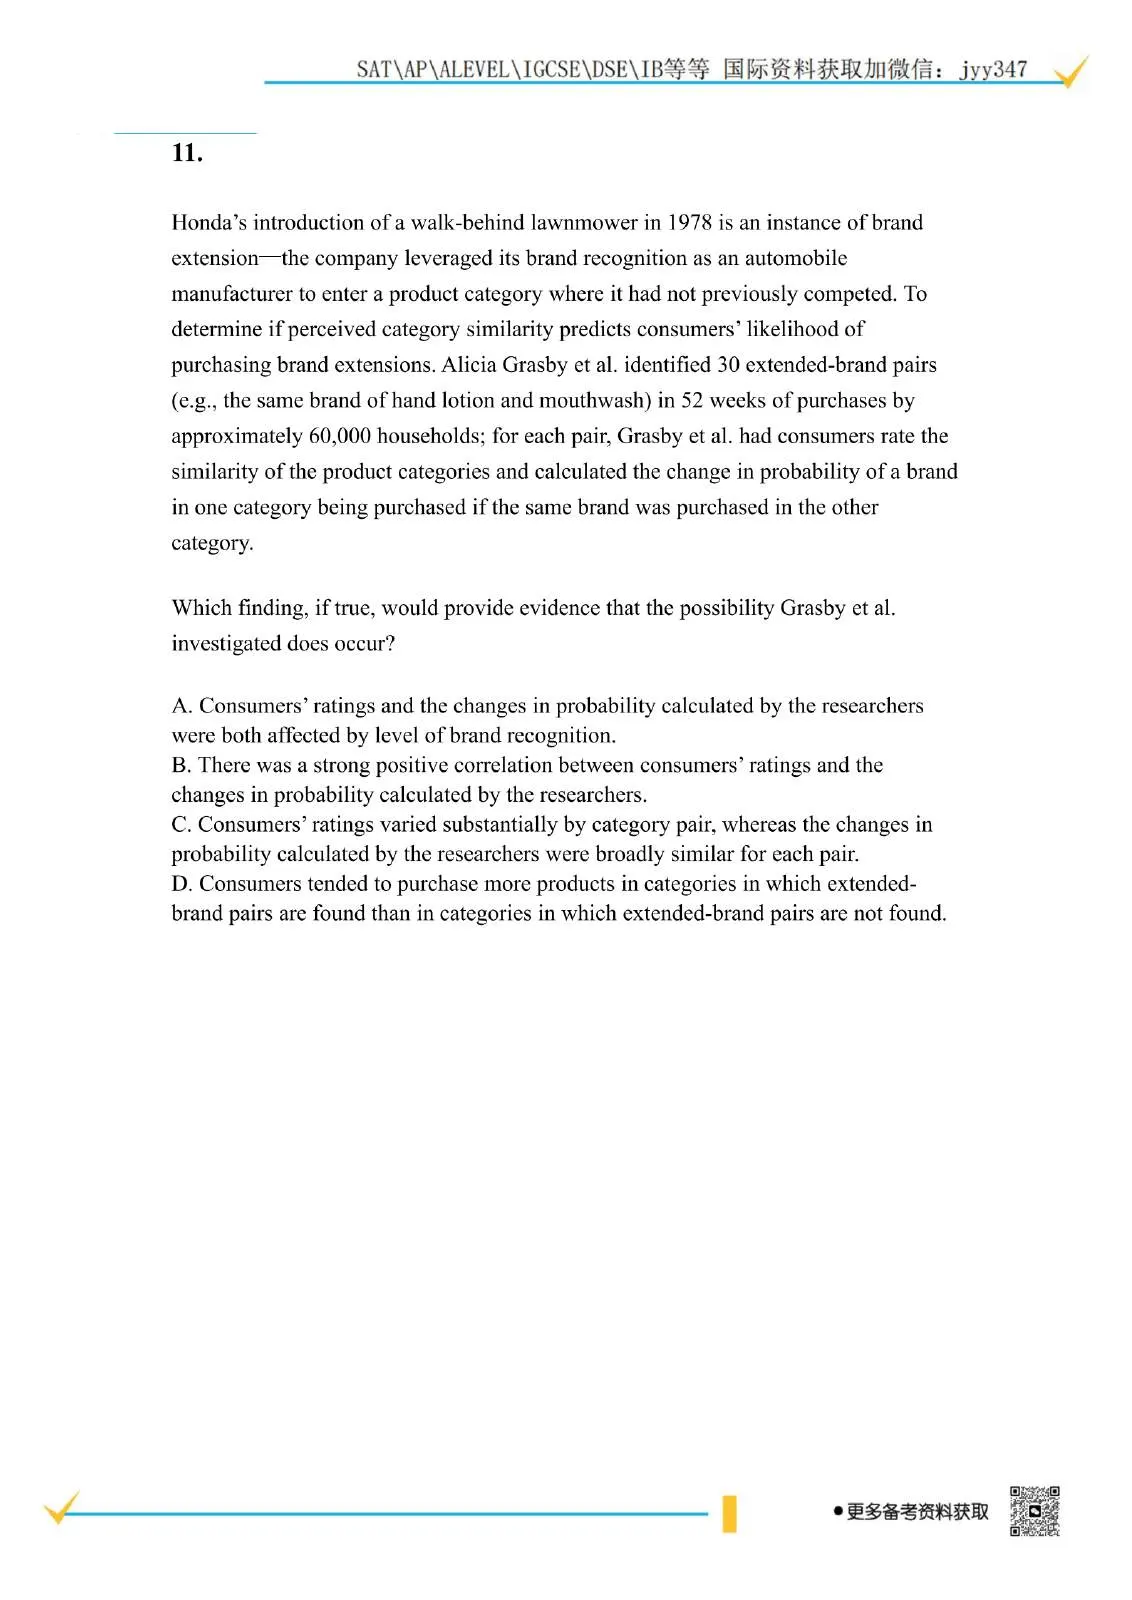 SAT\AP\ALEVEL\IGCSE\DSE\IB等等 国际资料获取加微信：jyy347
11.
Honda’s introduction of a walk-behind lawnmower in 1978 is an instance of brand
extension—the company leveraged its brand recognition as an automobile
manufacturer to enter a product category where it had not previously competed. To
determine if perceived category similarity predicts consumers’ likelihood of
purchasing brand extensions. Alicia Grasby et al. identified 30 extended-brand pairs
(e.g., the same brand of hand lotion and mouthwash) in 52 weeks of purchases by
approximately 60,000 households; for each pair, Grasby et al. had consumers rate the
similarity of the product categories and calculated the change in probability of a brand
in one category being purchased if the same brand was purchased in the other
category.
Which finding, if true, would provide evidence that the possibility Grasby et al.
investigated does occur?
A. Consumers’ ratings and the changes in probability calculated by the researchers
were both affected by level of brand recognition.
B. There was a strong positive correlation between consumers’ ratings and the
changes in probability calculated by the researchers.
C. Consumers’ ratings varied substantially by category pair, whereas the changes in
probability calculated by the researchers were broadly similar for each pair.
D. Consumers tended to purchase more products in categories in which extended-
brand pairs are found than in categories in which extended-brand pairs are not found.
●更多备考资料获取